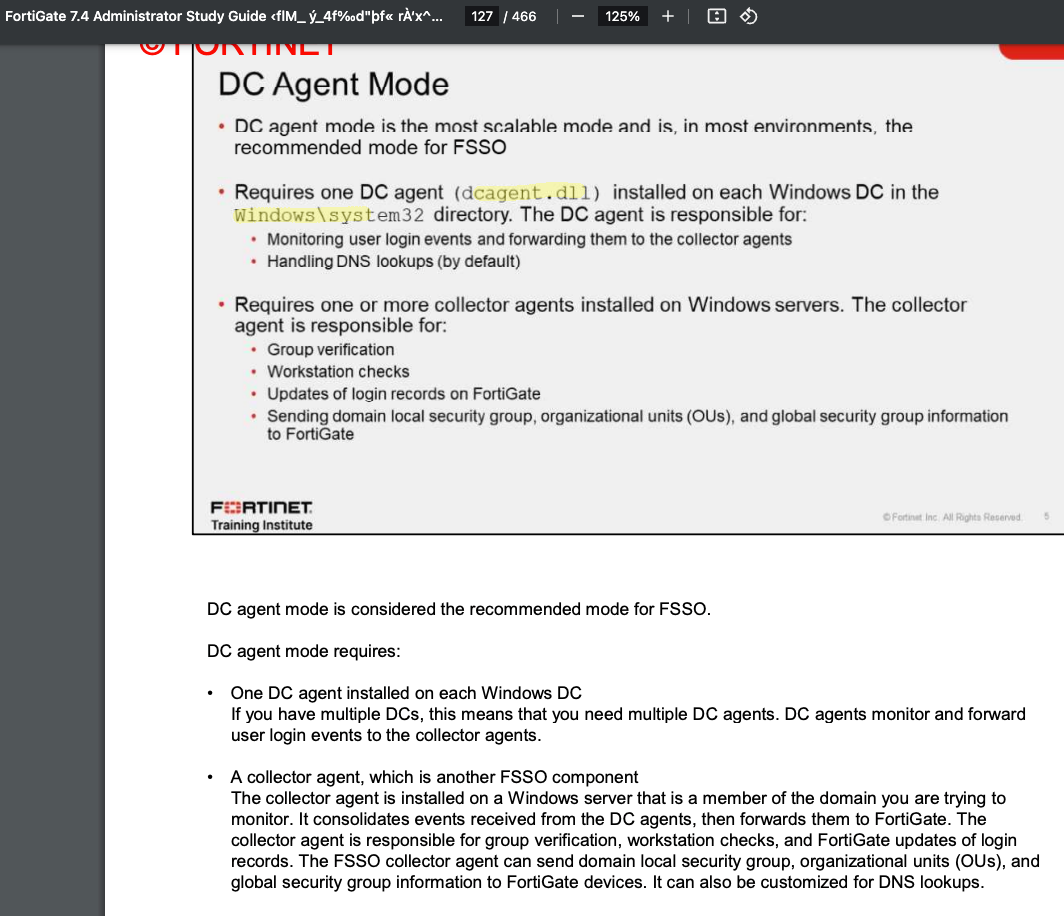 FortiGate 7.4 Administrator Study Guide
127 / 466
125%
© FORTINET
DC Agent Mode
• DC agent mode is the most scalable mode and is, in most environments, the
recommended mode for FSSO
• Requires one DC agent (dcagent.dll) installed on each Windows DC in the
Windows\system32 directory. The DC agent is responsible for:
• Monitoring user login events and forwarding them to the collector agents
• Handling DNS lookups (by default)
• Requires one or more collector agents installed on Windows servers. The collector
agent is responsible for:
• Group verification
• Workstation checks
• Updates of login records on FortiGate
• Sending domain local security group, organizational units (OUs), and global security group information
to FortiGate
FORTINET
Training Institute
© Fortinet Inc. All Rights Reserved. 5
DC agent mode is considered the recommended mode for FSSO.
DC agent mode requires:
• One DC agent installed on each Windows DC
If you have multiple DCs, this means that you need multiple DC agents. DC agents monitor and forward
user login events to the collector agents.
• A collector agent, which is another FSSO component
The collector agent is installed on a Windows server that is a member of the domain you are trying to
monitor. It consolidates events received from the DC agents, then forwards them to FortiGate. The
collector agent is responsible for group verification, workstation checks, and FortiGate updates of login
records. The FSSO collector agent can send domain local security group, organizational units (OUs), and
global security group information to FortiGate devices. It can also be customized for DNS lookups.